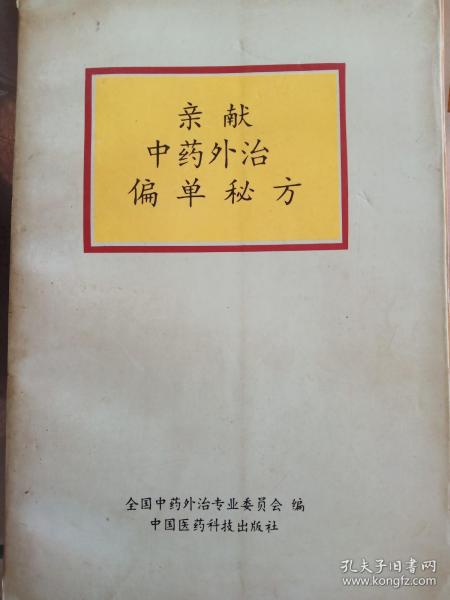 亲献
中药外治
偏单秘方
全国中药外治专业委员会 编
中国医药科技出版社
孔夫子旧书网
www.kongfz.com